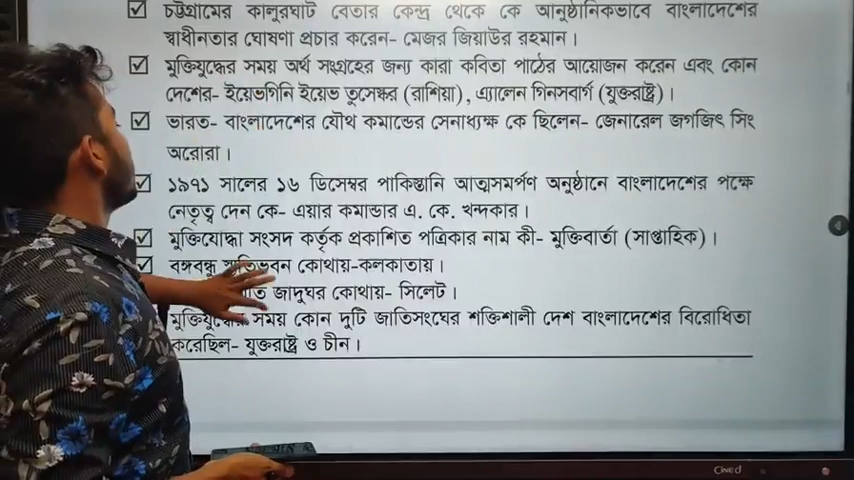 চট্টগ্রামের কালুরঘাট বেতার কেন্দ্র থেকে কে আনুষ্ঠানিকভাবে বাংলাদেশের
স্বাধীনতার ঘোষণা প্রচার করেন- মেজর জিয়াউর রহমান।
মুক্তিযুদ্ধের সময় অর্থ সংগ্রহের জন্য কারা কবিতা পাঠের আয়োজন করেন এবং কোন
দেশের- ইয়েভগিনি ইয়েভ তুসেস্কর (রাশিয়া), এ্যালেন গিনসবার্গ (যুক্তরাষ্ট্র)।
ভারত- বাংলাদেশের যৌথ কমান্ডের সেনাধ্যক্ষ কে ছিলেন- জেনারেল জগজিৎ সিং
অরোরা।
১৯৭১ সালের ১৬ ডিসেম্বর পাকিস্তানি আত্মসমর্পণ অনুষ্ঠানে বাংলাদেশের পক্ষে
নেতৃত্ব দেন কে- এয়ার কমান্ডার এ. কে. খন্দকার।
মুক্তিযোদ্ধা সংসদ কর্তৃক প্রকাশিত পত্রিকার নাম কী- মুক্তিবার্তা (সাপ্তাহিক)।
বঙ্গবন্ধু কোথায়-কলকাতায়।
জাদুঘর কোথায়- সিলেট।
সময় কোন দুটি জাতিসংঘের শক্তিশালী দেশ বাংলাদেশের বিরোধিতা
করেছিল- যুক্তরাষ্ট্র ও চীন।